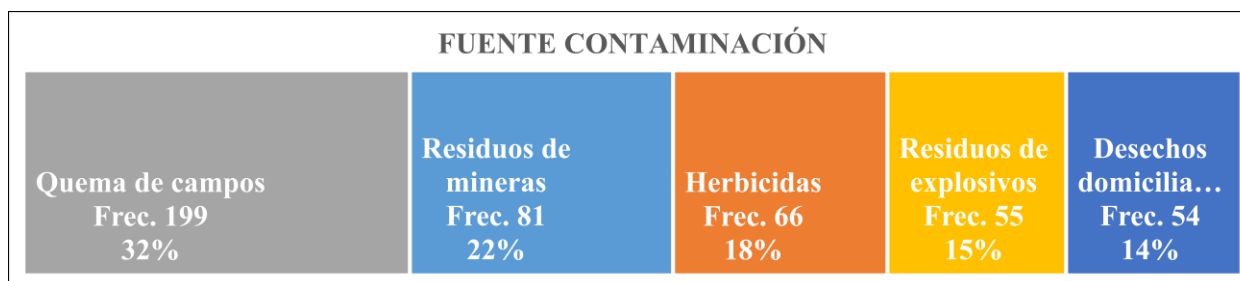 FUENTE CONTAMINACIÓN
Quema de campos
Frec. 199
32%
Residuos de
mineras
Frec. 81
22%
Herbicidas
Frec. 66
18%
Residuos de
explosivos
Frec. 55
15%
Desechos
domicilia…
Frec. 54
14%